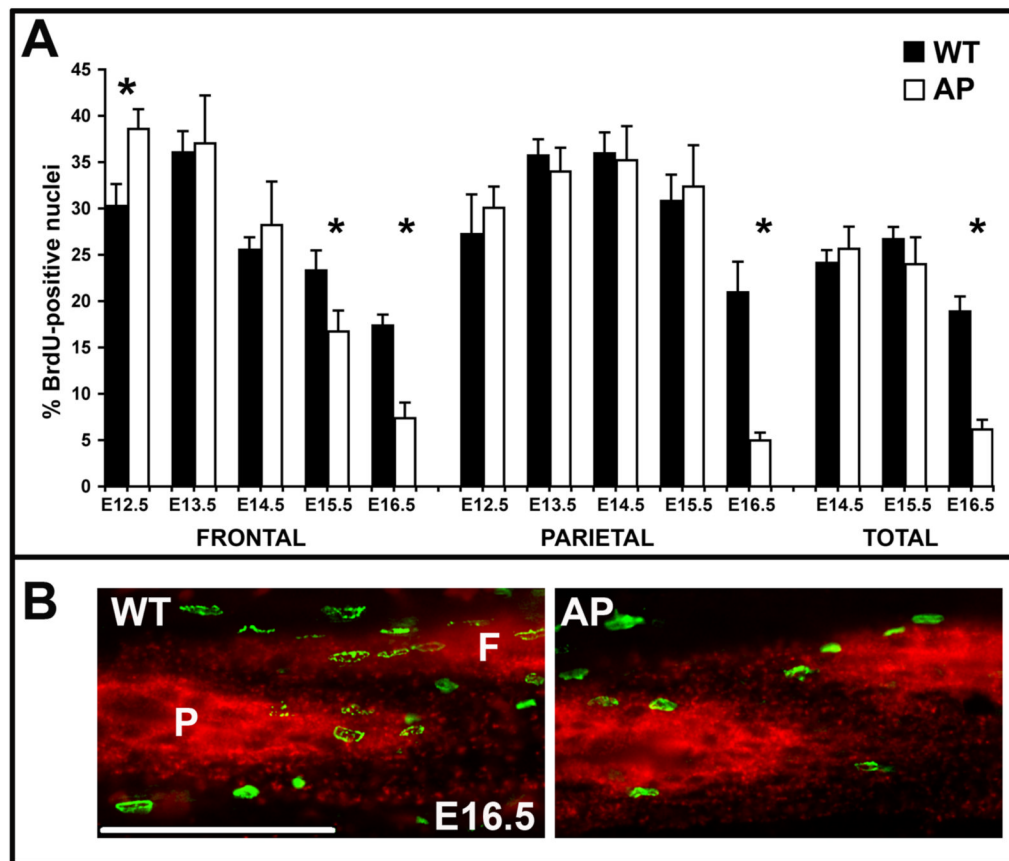 A
WT
AP
% BrdU-positive nuclei
45
40
35
30
25
20
15
10
5
0
*
*
*
*
*
E12.5 E13.5 E14.5 E15.5 E16.5 E12.5 E13.5 E14.5 E15.5 E16.5 E14.5 E15.5 E16.5
FRONTAL PARIETAL TOTAL
B
WT
F
P
E16.5
AP